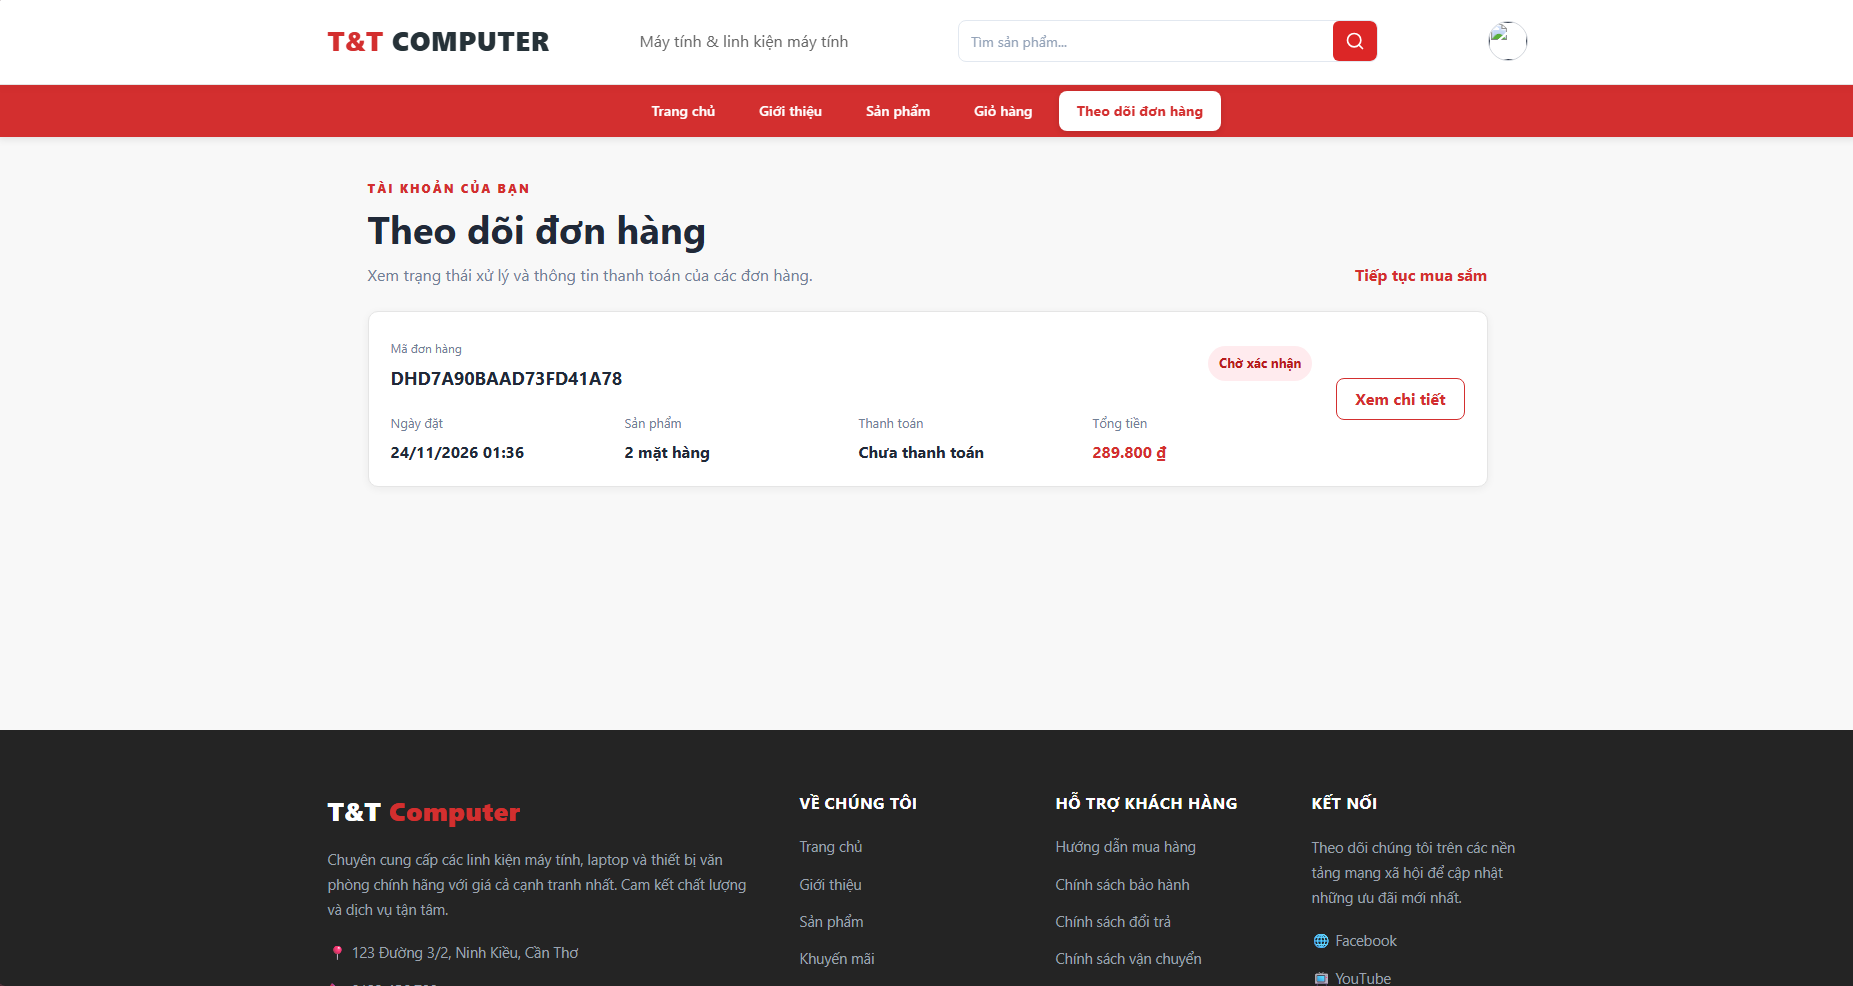 T&T COMPUTER
Máy tính & linh kiện máy tính
Tìm sản phẩm...
Trang chủ
Giới thiệu
Sản phẩm
Giỏ hàng
Theo dõi đơn hàng
TÀI KHOẢN CỦA BẠN
Theo dõi đơn hàng
Xem trạng thái xử lý và thông tin thanh toán của các đơn hàng.
Tiếp tục mua sắm
Mã đơn hàng
DHD7A90BAAD73FD41A78
Chờ xác nhận
Xem chi tiết
Ngày đặt
24/11/2026 01:36
Sản phẩm
2 mặt hàng
Thanh toán
Chưa thanh toán
Tổng tiền
289.800 ₫
T&T Computer
Chuyên cung cấp các linh kiện máy tính, laptop và thiết bị văn
phòng chính hãng với giá cả cạnh tranh nhất. Cam kết chất lượng
và dịch vụ tận tâm.
123 Đường 3/2, Ninh Kiều, Cần Thơ
VỀ CHÚNG TÔI
Trang chủ
Giới thiệu
Sản phẩm
Khuyến mãi
HỖ TRỢ KHÁCH HÀNG
Hướng dẫn mua hàng
Chính sách bảo hành
Chính sách đổi trả
Chính sách vận chuyển
KẾT NỐI
Theo dõi chúng tôi trên các nền
tảng mạng xã hội để cập nhật
những ưu đãi mới nhất.
Facebook
YouTube